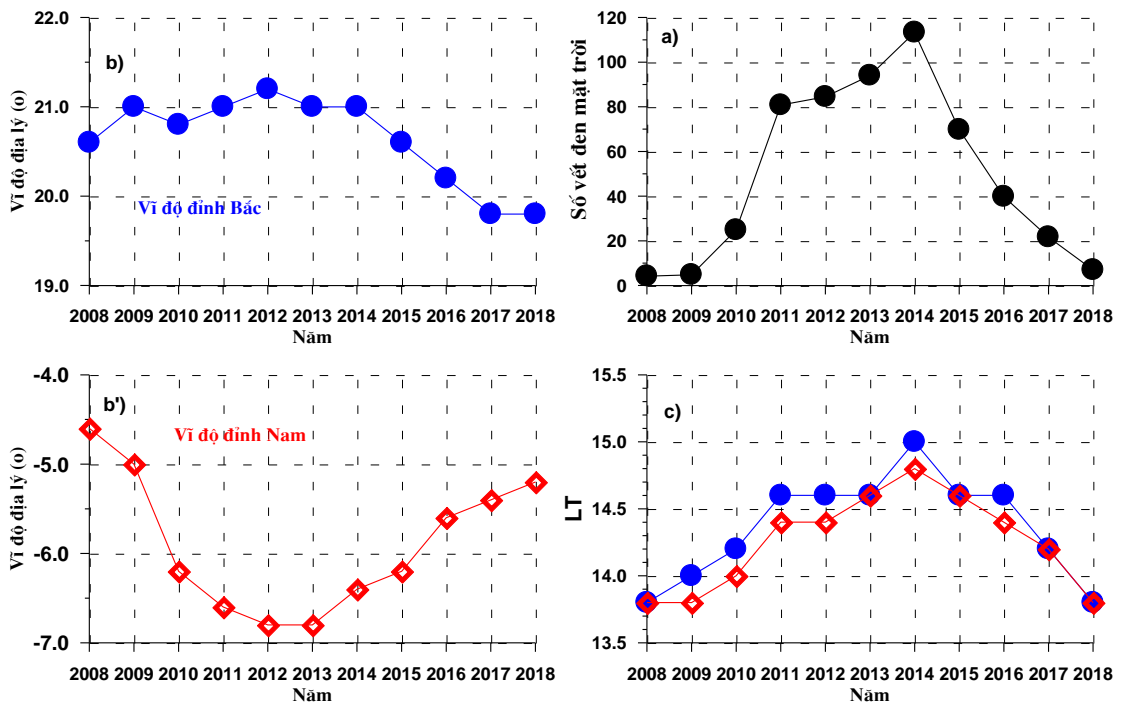 b)
22.0
21.0
20.0
19.0
Vĩ độ địa lý (o)
Vĩ độ đỉnh Bắc
2008 2009 2010 2011 2012 2013 2014 2015 2016 2017 2018
Năm
a)
120
100
80
60
40
20
0
Số vết đen mặt trời
2008 2009 2010 2011 2012 2013 2014 2015 2016 2017 2018
Năm
b')
-4.0
-5.0
-6.0
-7.0
Vĩ độ địa lý (o)
Vĩ độ đỉnh Nam
2008 2009 2010 2011 2012 2013 2014 2015 2016 2017 2018
Năm
c)
15.5
15.0
14.5
14.0
13.5
LT
2008 2009 2010 2011 2012 2013 2014 2015 2016 2017 2018
Năm